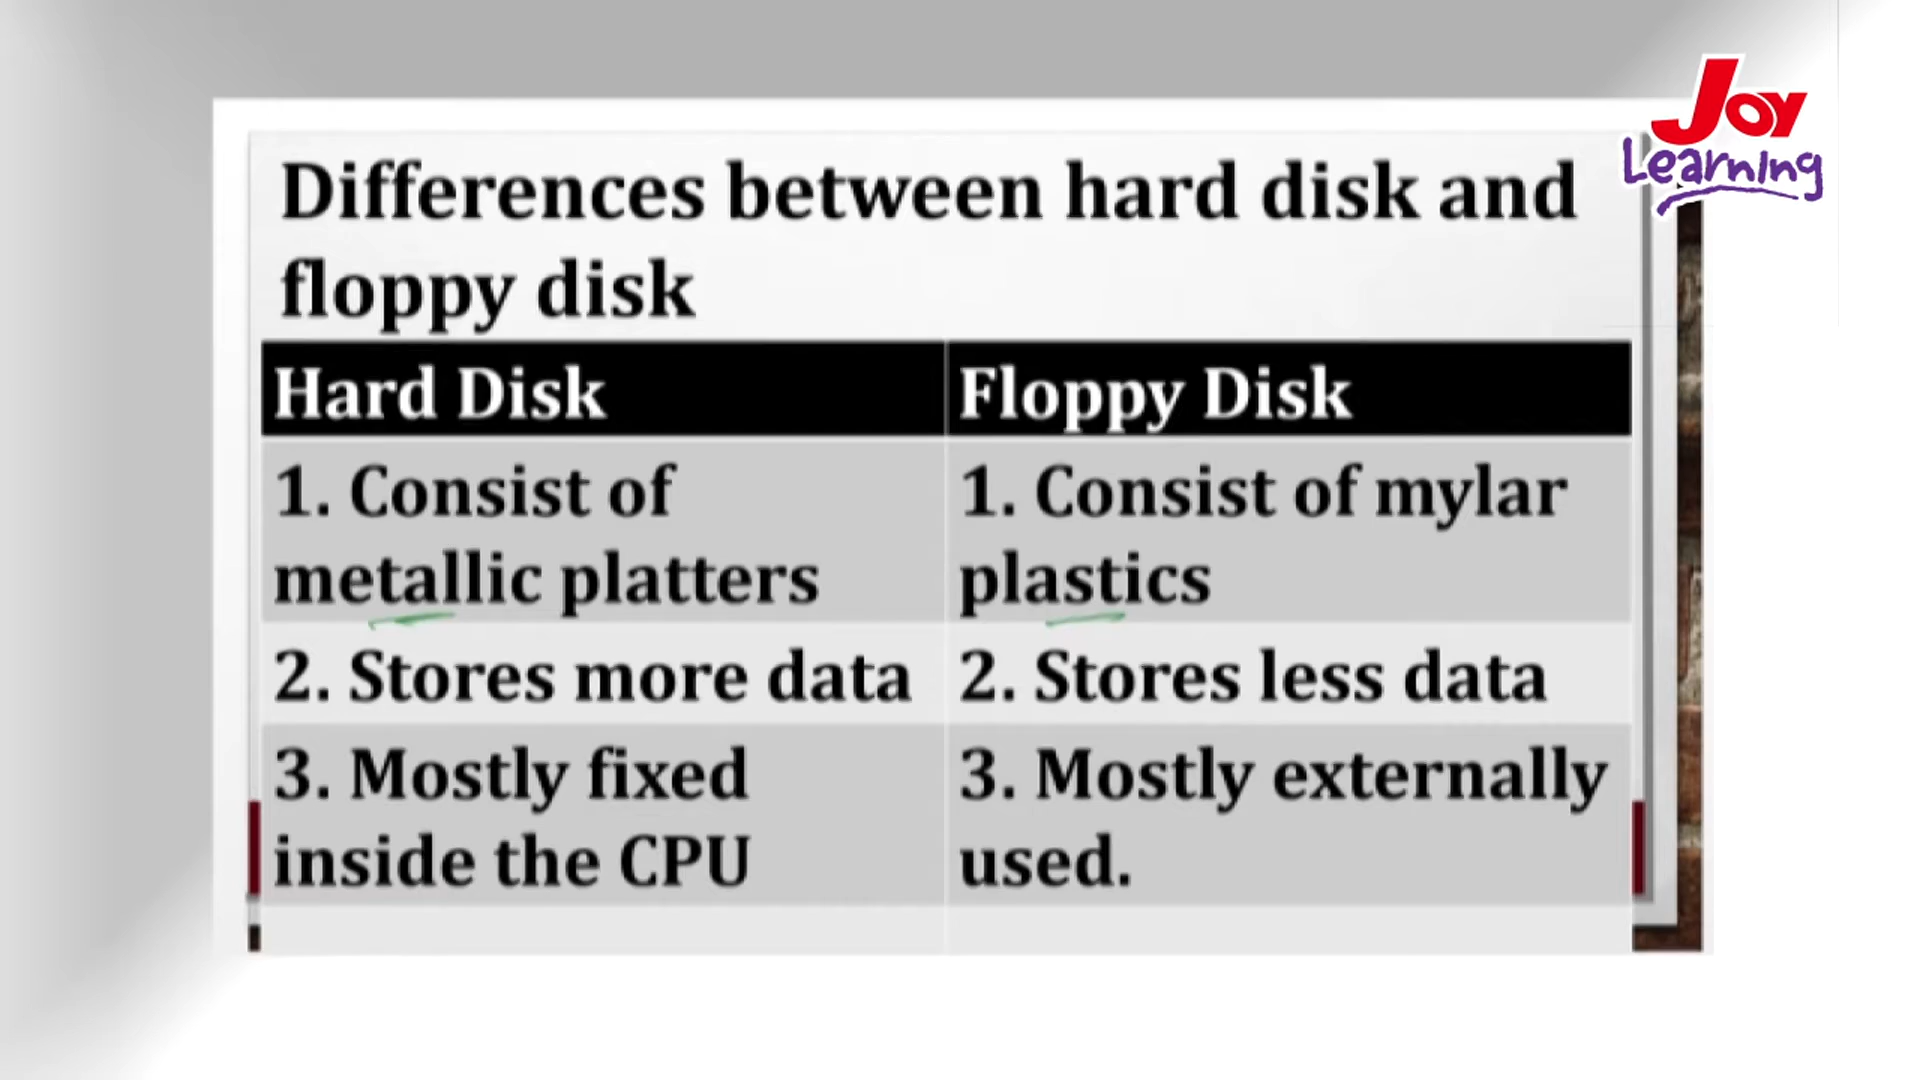 Joy
Learning
Differences between hard disk and
floppy disk
Hard Disk
Floppy Disk
1. Consist of
metallic platters
1. Consist of mylar
plastics
2. Stores more data
2. Stores less data
3. Mostly fixed
inside the CPU
3. Mostly externally
used.